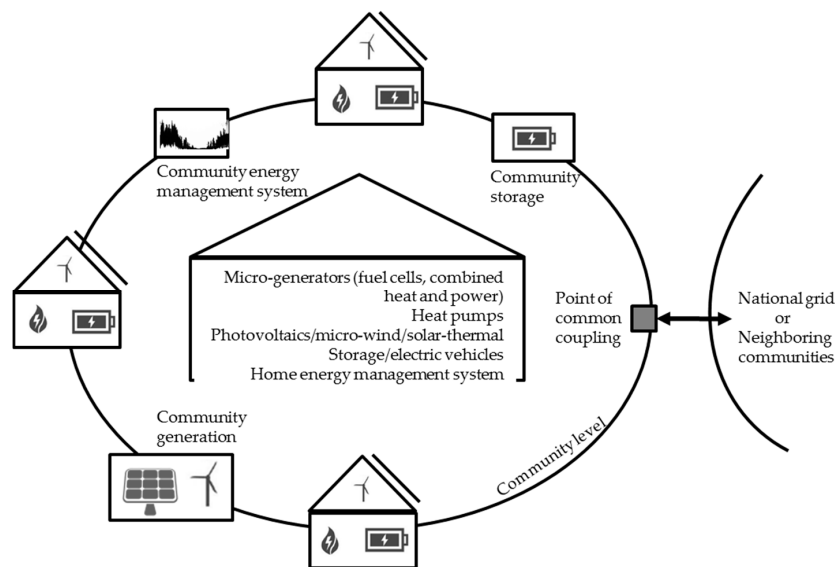 Community energy
management system
Community
storage
Micro-generators (fuel cells, combined
heat and power)
Heat pumps
Photovoltaics/micro-wind/solar-thermal
Storage/electric vehicles
Home energy management system
Point of
common
coupling
National grid
or
Neighboring
communities
Community
generation
Community level